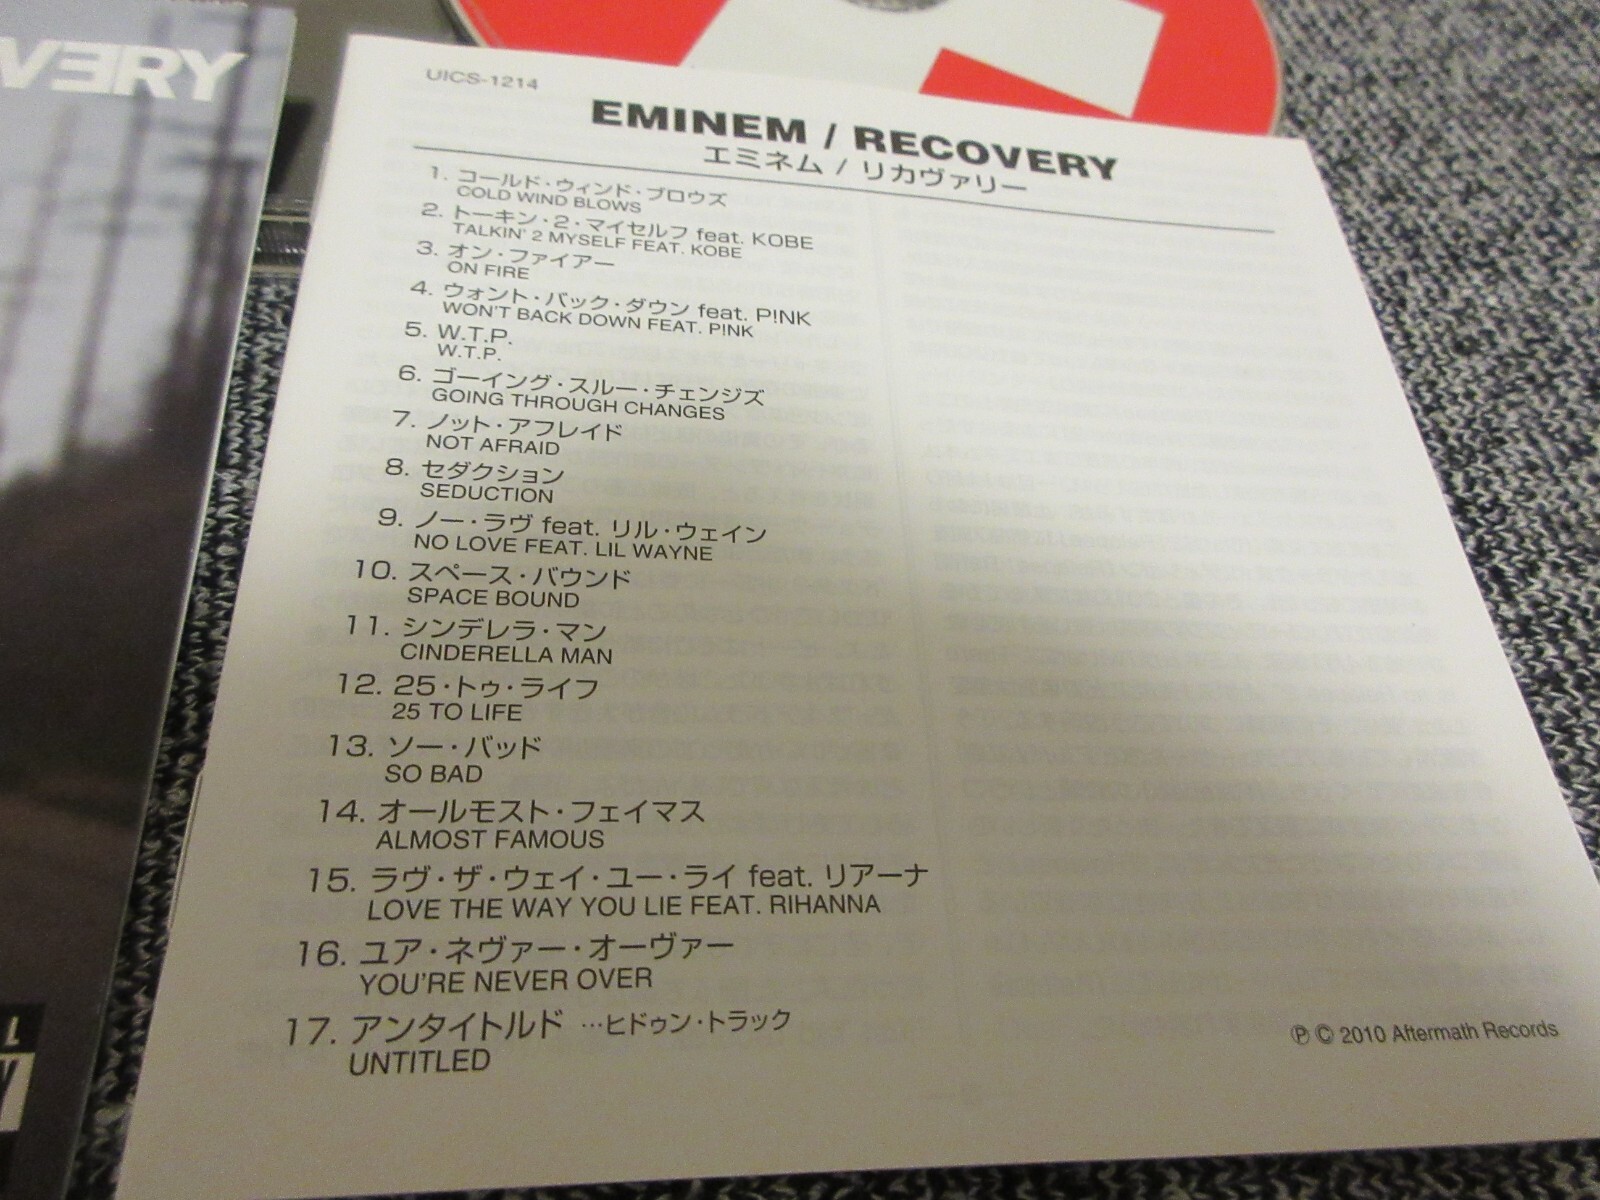 VERY
UICS-1214
EMINEM / RECOVERY
エミネム / リカヴァリー
1. コールド・ウィンド・ブロウズ
COLD WIND BLOWS
2. トーキン・2・マイセルフ feat. KOBE
TALKIN' 2 MYSELF FEAT. KOBE
3. オン・ファイアー
ON FIRE
4. ウォント・バック・ダウン feat. P!NK
WON'T BACK DOWN FEAT. P!NK
5. W.T.P.
W.T.P.
6. ゴーイング・スルー・チェンジズ
GOING THROUGH CHANGES
7. ノット・アフレイド
NOT AFRAID
8. セダクション
SEDUCTION
9. ノー・ラヴ feat. リル・ウェイン
NO LOVE FEAT. LIL WAYNE
10. スペース・バウンド
SPACE BOUND
11. シンデレラ・マン
CINDERELLA MAN
12. 25・トゥ・ライフ
25 TO LIFE
13. ソー・バッド
SO BAD
14. オールモスト・フェイマス
ALMOST FAMOUS
15. ラヴ・ザ・ウェイ・ユー・ライ feat. リアーナ
LOVE THE WAY YOU LIE FEAT. RIHANNA
16. ユア・ネヴァー・オーヴァー
YOU'RE NEVER OVER
17. アンタイトルド …ヒドゥン・トラック
UNTITLED
℗ © 2010 Aftermath Records